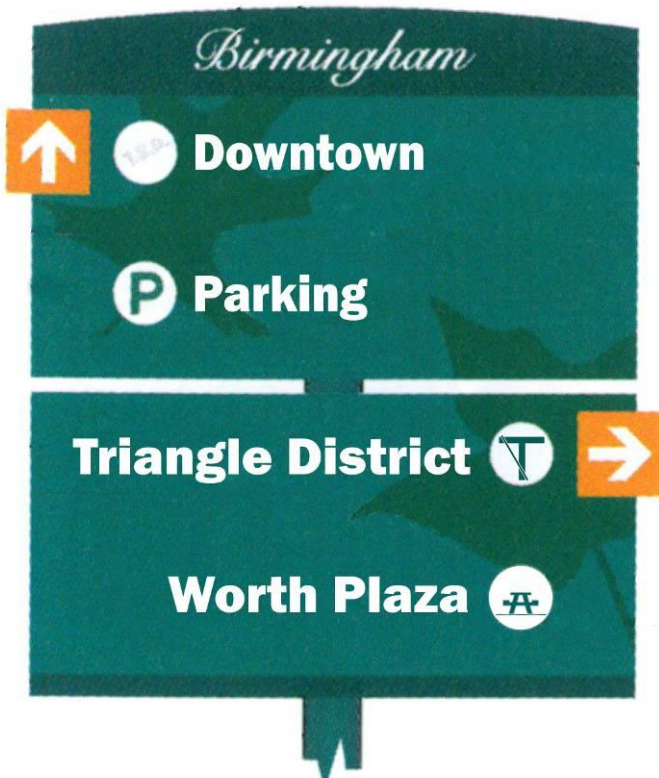 Birmingham
T.B.D. Downtown
P Parking
Triangle District T
Worth Plaza